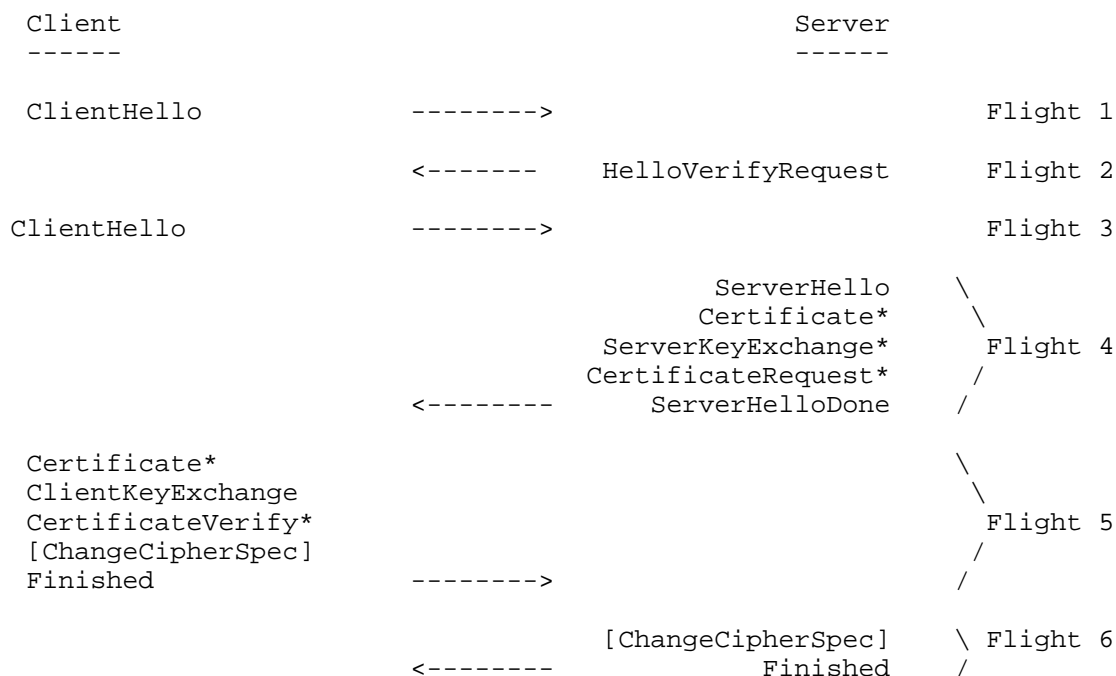 Client                                          Server
------                                          ------
ClientHello             -------->                           Flight 1
                        <-------    HelloVerifyRequest      Flight 2
ClientHello             -------->                           Flight 3
                                           ServerHello    \
                                          Certificate*     \
                                    ServerKeyExchange*      Flight 4
                                   CertificateRequest*     /
                        <--------      ServerHelloDone    /
Certificate*                                              \
ClientKeyExchange                                          \
CertificateVerify*                                          Flight 5
[ChangeCipherSpec]                                         /
Finished                -------->                         /
                                    [ChangeCipherSpec]    \ Flight 6
                        <--------             Finished    /